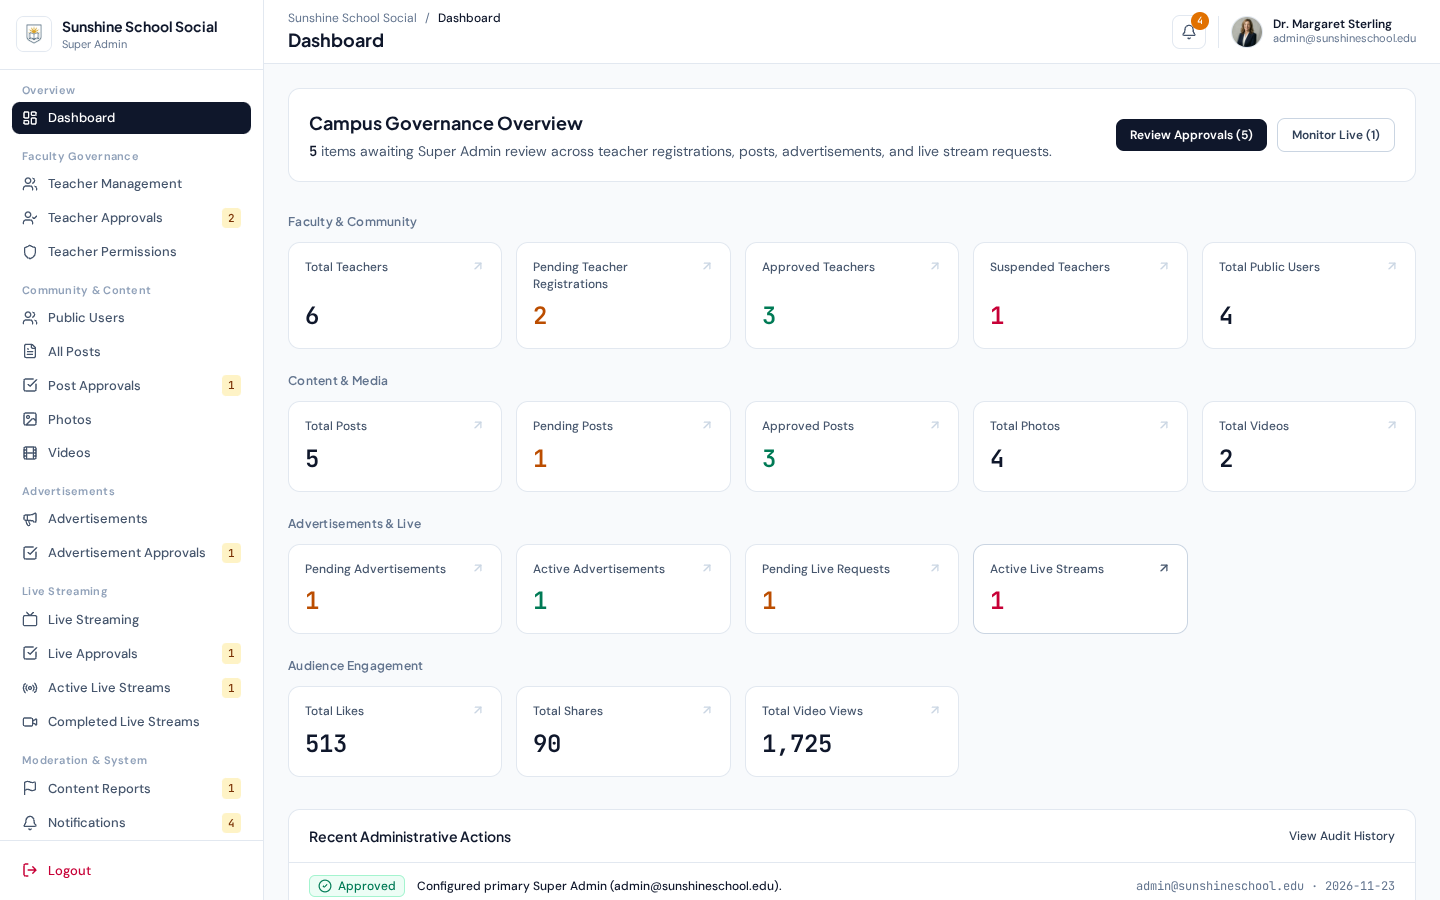 Sunshine School Social
Super Admin
Overview
Dashboard
Faculty Governance
Teacher Management
Teacher Approvals 2
Teacher Permissions
Community & Content
Public Users
All Posts
Post Approvals 1
Photos
Videos
Advertisements
Advertisements
Advertisement Approvals 1
Live Streaming
Live Streaming
Live Approvals 1
Active Live Streams 1
Completed Live Streams
Moderation & System
Content Reports 1
Notifications 4
Logout
Sunshine School Social / Dashboard
Dashboard
4
Dr. Margaret Sterling
admin@sunshineschool.edu
Campus Governance Overview
5 items awaiting Super Admin review across teacher registrations, posts, advertisements, and live stream requests.
Review Approvals (5)
Monitor Live (1)
Faculty & Community
Total Teachers
6
Pending Teacher
Registrations
2
Approved Teachers
3
Suspended Teachers
1
Total Public Users
4
Content & Media
Total Posts
5
Pending Posts
1
Approved Posts
3
Total Photos
4
Total Videos
2
Advertisements & Live
Pending Advertisements
1
Active Advertisements
1
Pending Live Requests
1
Active Live Streams
1
Audience Engagement
Total Likes
513
Total Shares
90
Total Video Views
1,725
Recent Administrative Actions
View Audit History
Approved
Configured primary Super Admin (admin@sunshineschool.edu).
admin@sunshineschool.edu · 2026-11-23